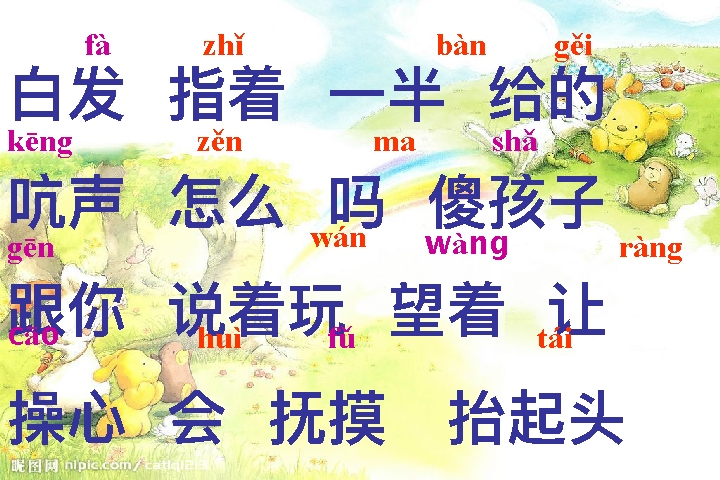 fà zhǐ bàn gěi
白发 指着 一半 给的
kēng zěn ma shǎ
吭声 怎么 吗 傻孩子
gēn wán wàng ràng
跟你 说着玩 望着 让
cāo huì fǔ tái
操心 会 抚摸 抬起头
昵图网 nipic.com/